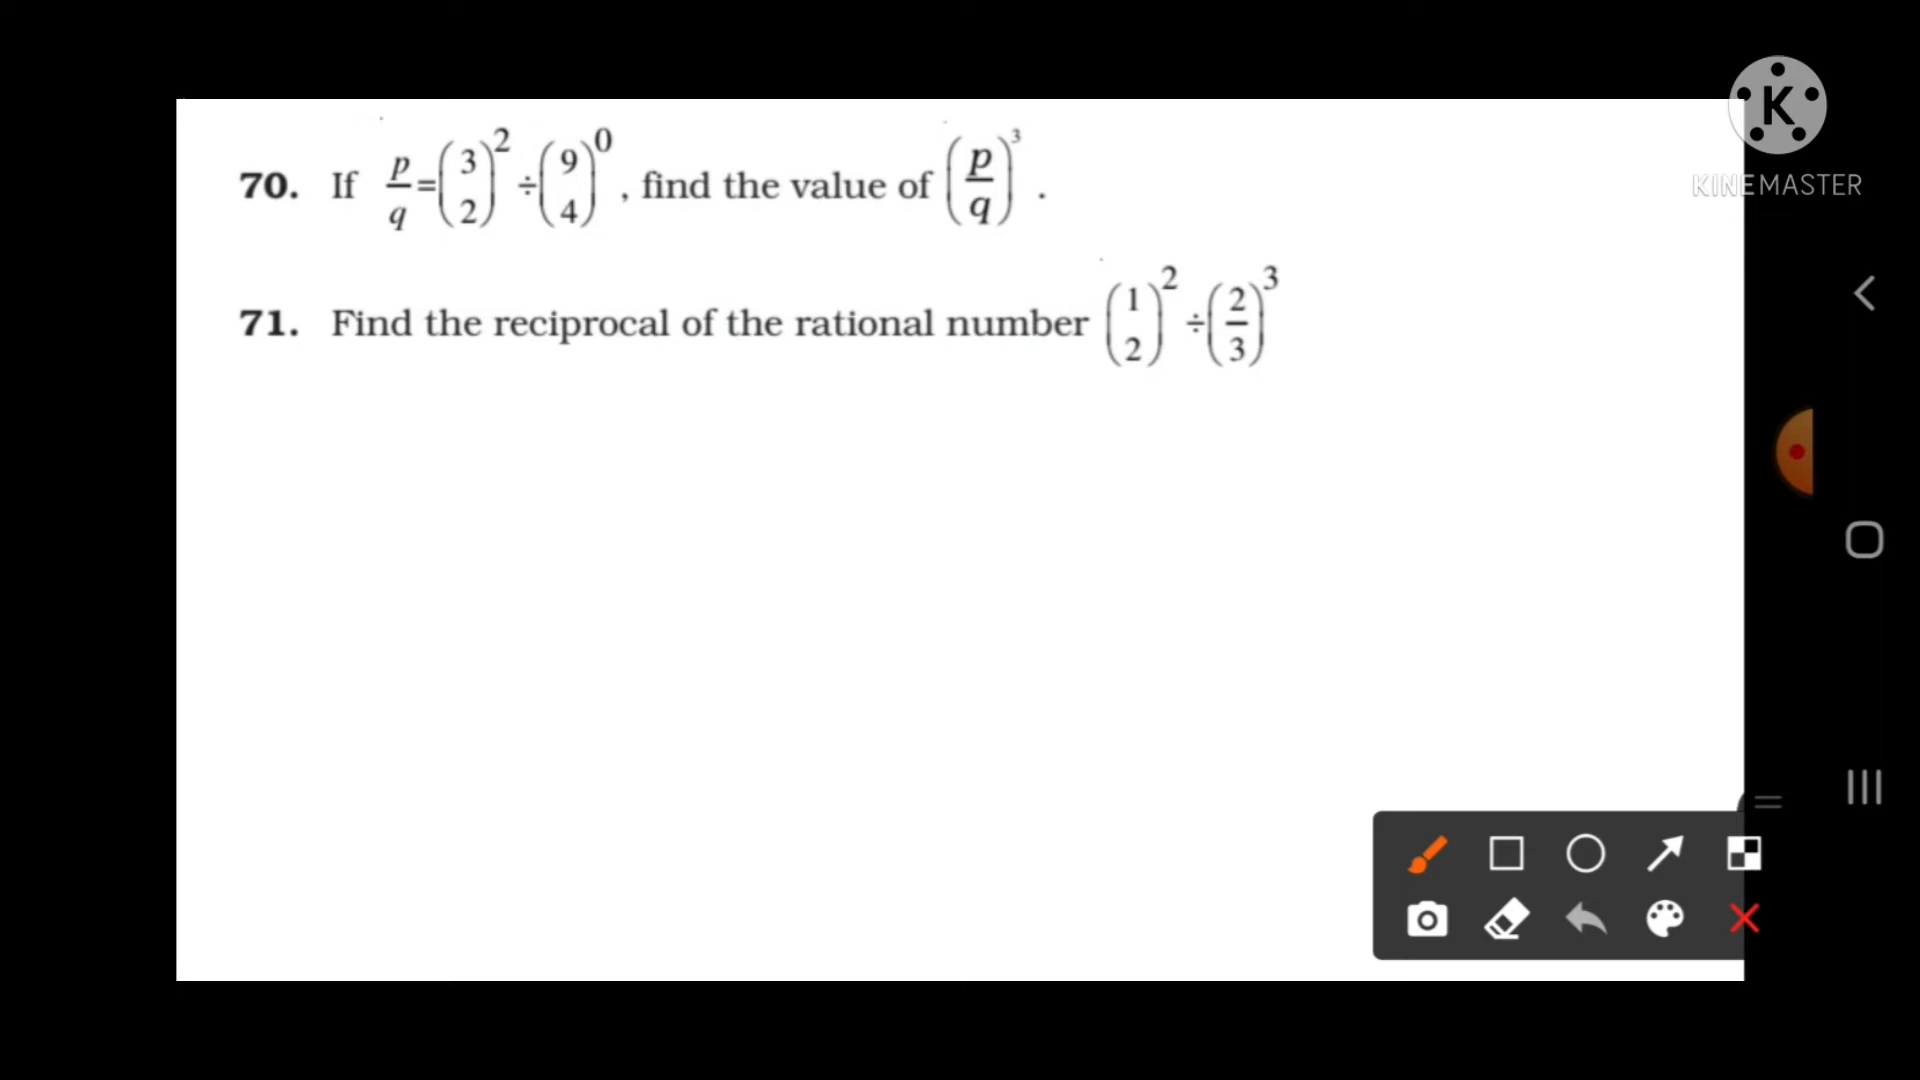 K
KINEMASTER
70. If p/q=(3/2)^2÷(9/4)^0, find the value of (p/q)^3.
71. Find the reciprocal of the rational number (1/2)^2÷(2/3)^3